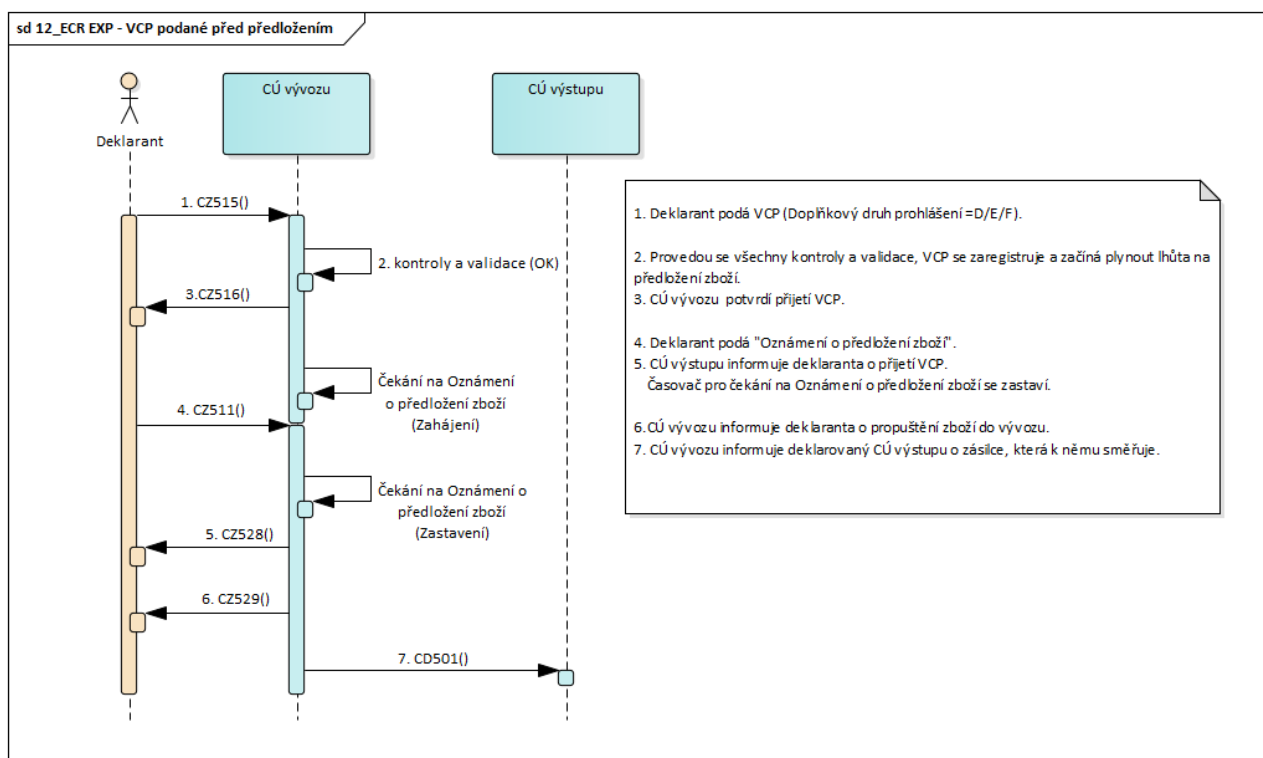 sd 12_ECR EXP - VCP podané před předložením
CÚ vývozu
CÚ výstupu
Deklarant
1. CZ515()
2. kontroly a validace (OK)
3.CZ516()
Čekání na Oznámení
o předložení zboží
(Zahájení)
4. CZ511()
Čekání na Oznámení o
předložení zboží
(Zastavení)
5. CZ528()
6. CZ529()
7. CD501()
1. Deklarant podá VCP (Doplňkový druh prohlášení =D/E/F).
2. Provedou se všechny kontroly a validace, VCP se zaregistruje a začíná plynout lhůta na
předložení zboží.
3. CÚ vývozu  potvrdí přijetí VCP.
4. Deklarant podá "Oznámení o předložení zboží".
5. CÚ výstupu informuje deklaranta o přijetí VCP.
Časovač pro čekání na Oznámení o předložení zboží se zastaví.
6.CÚ vývozu informuje deklaranta o propuštění zboží do vývozu.
7. CÚ vývozu informuje deklarovaný CÚ výstupu o zásilce, která k němu směřuje.